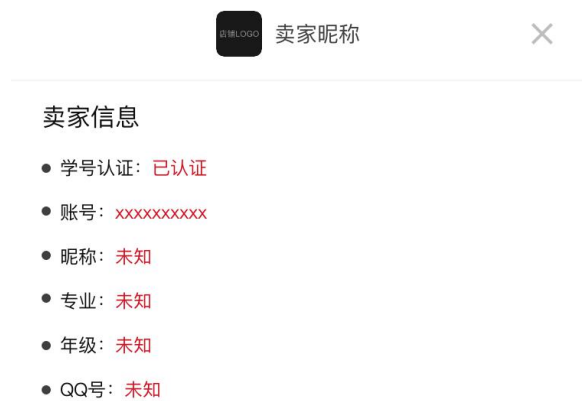 店铺LOGO 卖家昵称
卖家信息
学号认证：已认证
账号：xxxxxxxxxx
昵称：未知
专业：未知
年级：未知
QQ号：未知